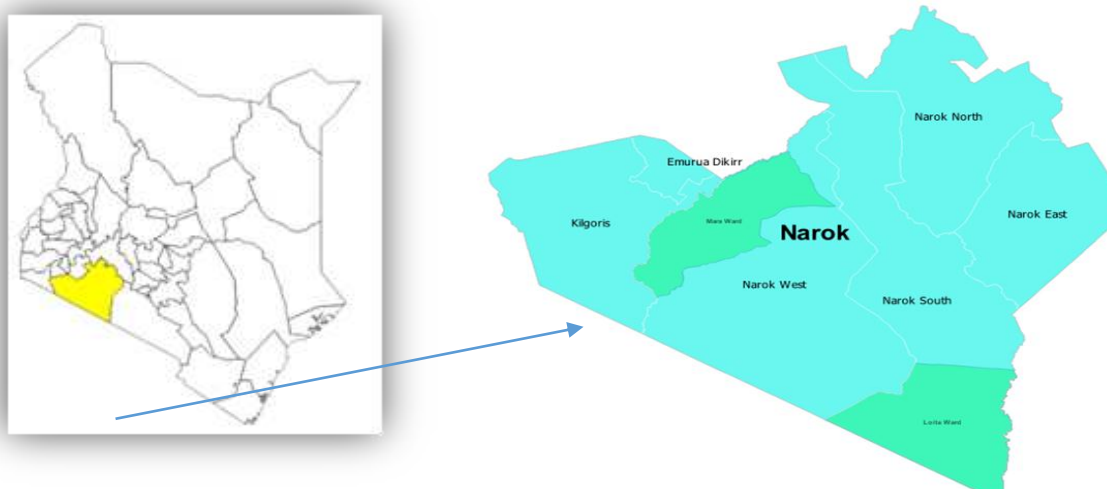 Narok North
Emurua Dikirr
Narok East
Kilgoris
Mara Ward
Narok
Narok West
Narok South
Loita Ward